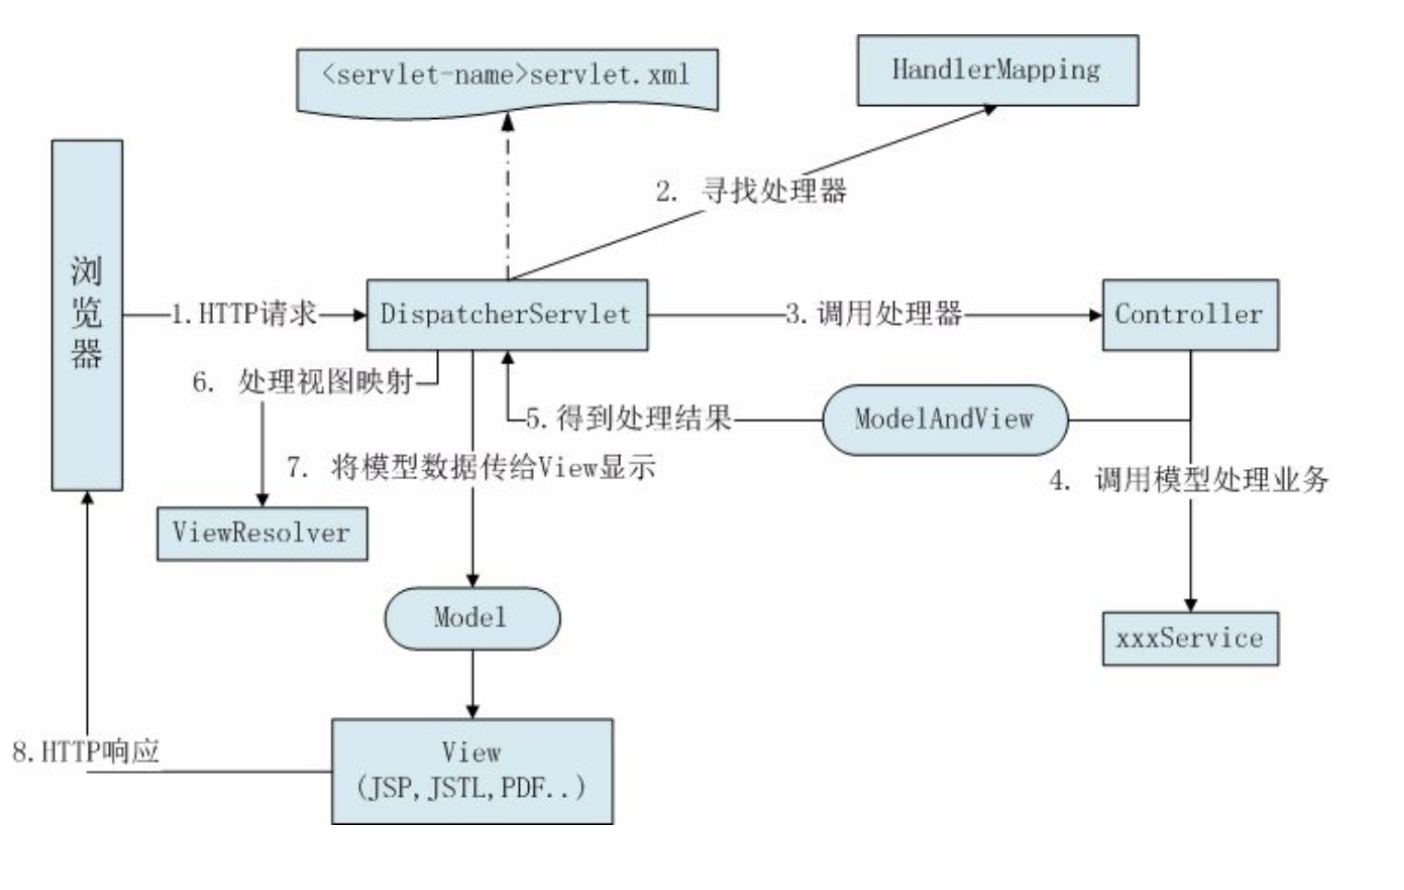 <servlet-name>servlet.xml
HandlerMapping
2. 寻找处理器
浏览器
1.HTTP请求
DispatcherServlet
3.调用处理器
Controller
6. 处理视图映射
5.得到处理结果
ModelAndView
7. 将模型数据传给View显示
4. 调用模型处理业务
ViewResolver
Model
xxxService
8.HTTP响应
View
(JSP,JSTL,PDF..)